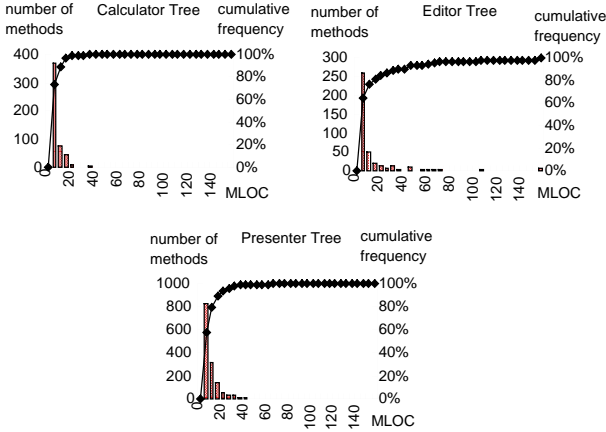 number of methods
Calculator Tree
cumulative frequency
400
300
200
100
0
100%
80%
60%
40%
20%
0%
0 20 40 60 80 100 120 140
MLOC
number of methods
Editor Tree
cumulative frequency
300
250
200
150
100
50
0
100%
80%
60%
40%
20%
0%
0 20 40 60 80 100 120 140
MLOC
number of methods
Presenter Tree
cumulative frequency
1000
800
600
400
200
0
100%
80%
60%
40%
20%
0%
0 20 40 60 80 100 120 140
MLOC